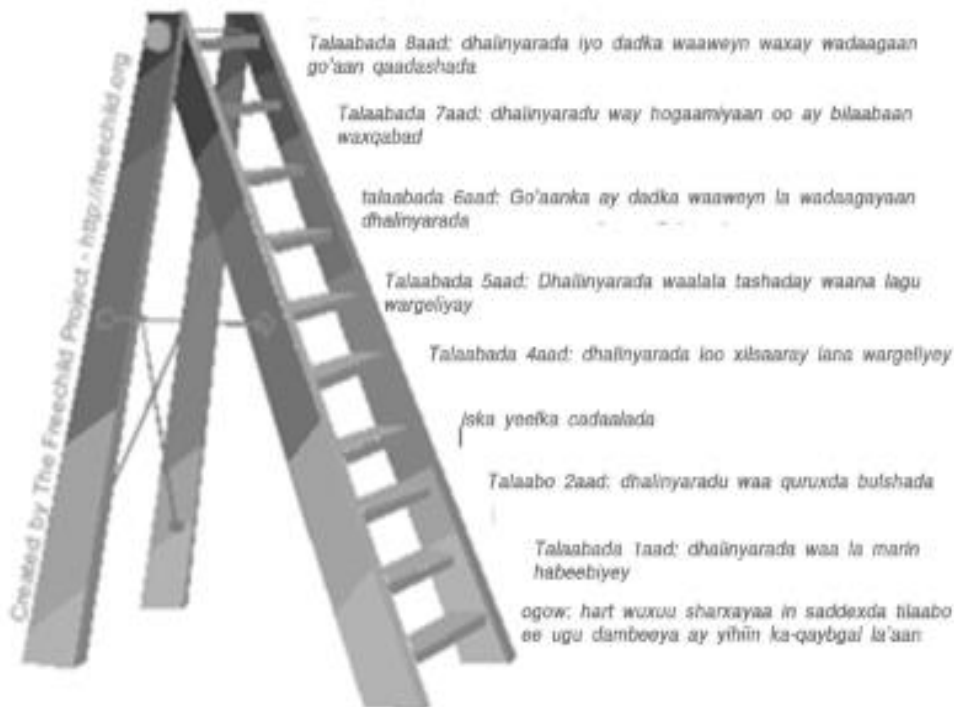 Talaabada 8aad: dhalinyarada iyo dadka waaweyn waxay wadaagaan
go'aan qaadashada
Talaabada 7aad: dhalinyaradu way hogaamiyaan oo ay bilaabaan
waxqabad
talaabada 6aad: Go'aanka ay dadka waaweyn la wadaagayaan
dhalinyarada
Talaabada 5aad: Dhaliinyarada waalala tashaday waana lagu
wargeliyay
Talaabada 4aad: dhalinyarada loo xilsaaray lana wargeliyey
Iska yeelka cadaalada
Talaabo 2aad: dhalinyaradu waa quruxda bulshada
Talaabada 1aad: dhalinyarada waa la marin
habeebiyey
ogow: hart wuxuu sharxayaa in saddexda tilaabo
ee ugu dambeeya ay yihiin ka-qaybgal la'aan
Created by The Freechild Project - http://freechild.org